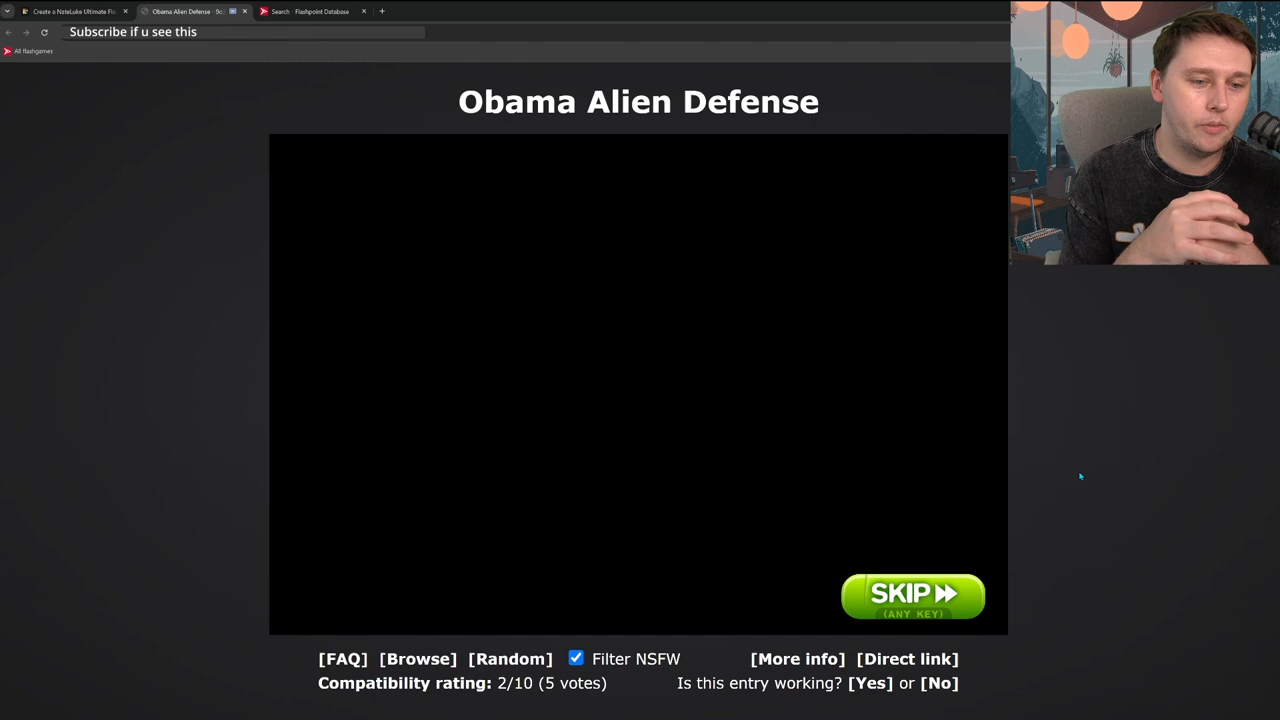 Create a NateLuke Ultimate Fla
Obama Alien Defense - 9o
Search - Flashpoint Database
Subscribe if u see this
All flashgames
Obama Alien Defense
SKIP
(ANY KEY)
[FAQ] [Browse] [Random] Filter NSFW [More info] [Direct link]
Compatibility rating: 2/10 (5 votes) Is this entry working? [Yes] or [No]